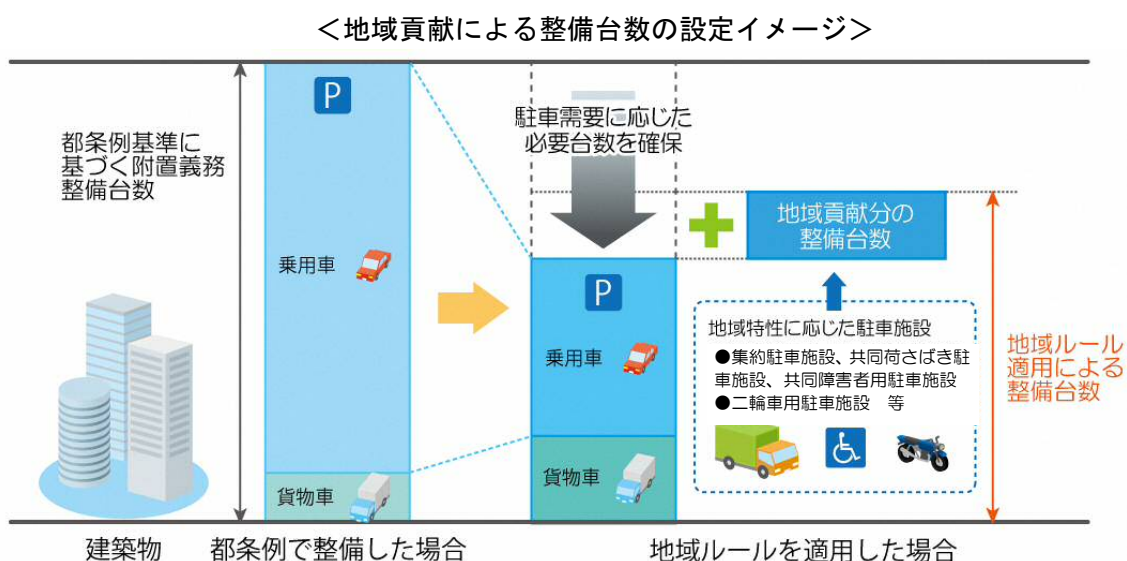 ＜地域貢献による整備台数の設定イメージ＞
都条例基準に
基づく附置義務
整備台数
P
乗用車
貨物車
駐車需要に応じた
必要台数を確保
P
乗用車
貨物車
地域貢献分の
整備台数
地域特性に応じた駐車施設
●集約駐車施設、共同荷さばき駐
車施設、共同障害者用駐車施設
●二輪車用駐車施設　等
地域ルール
適用による
整備台数
建築物
都条例で整備した場合
地域ルールを適用した場合